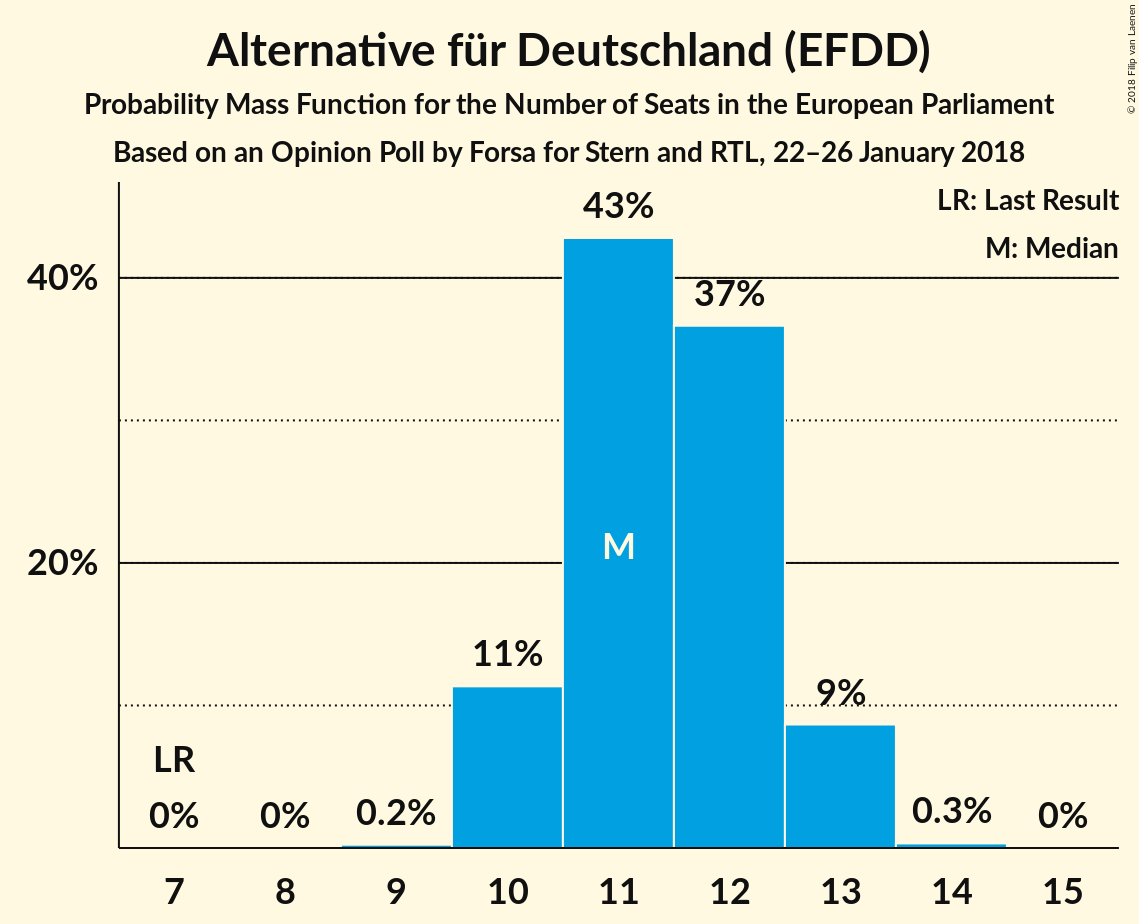 Alternative für Deutschland (EFDD)
Probability Mass Function for the Number of Seats in the European Parliament
Based on an Opinion Poll by Forsa for Stern and RTL, 22–26 January 2018
© 2018 Filip van Laenen
LR: Last Result
M: Median
43%
40%
37%
M
20%
11%
9%
LR
0%
0%
0.2%
0.3%
0%
7
8
9
10
11
12
13
14
15